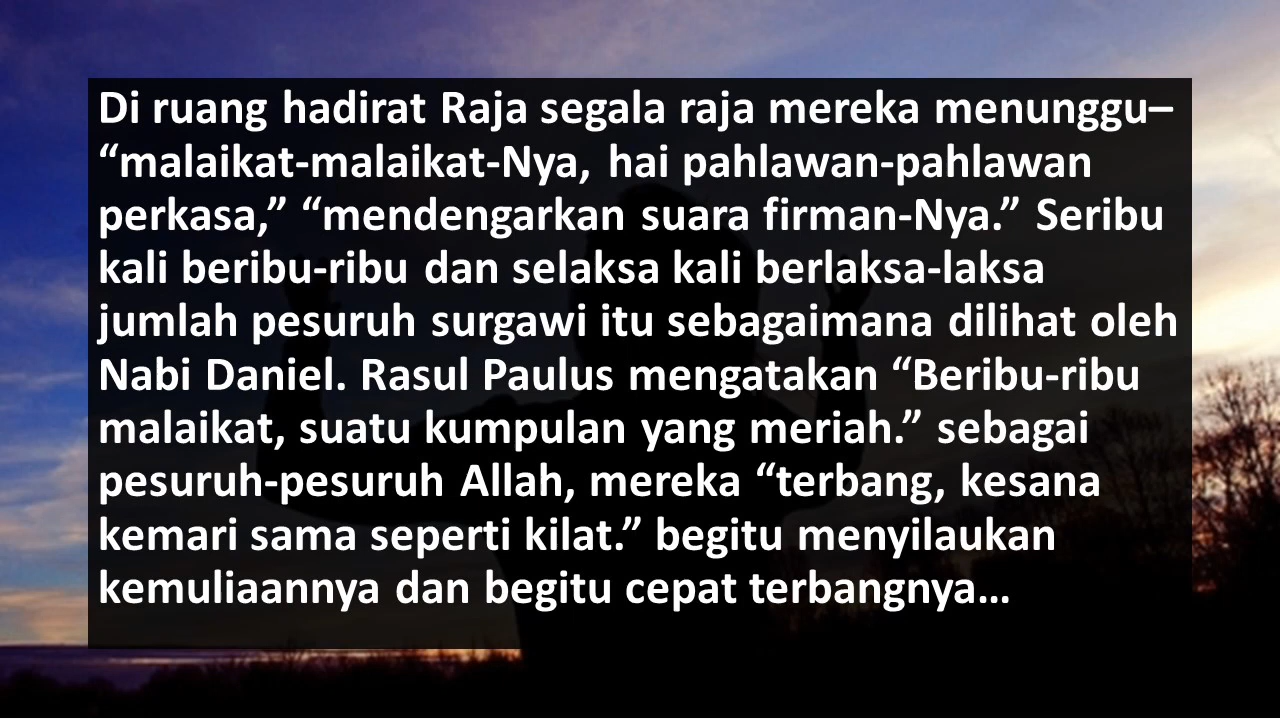 Di ruang hadirat Raja segala raja mereka menunggu–
“malaikat-malaikat-Nya, hai pahlawan-pahlawan
perkasa,” “mendengarkan suara firman-Nya.” Seribu
kali beribu-ribu dan selaksa kali berlaksa-laksa
jumlah pesuruh surgawi itu sebagaimana dilihat oleh
Nabi Daniel. Rasul Paulus mengatakan “Beribu-ribu
malaikat, suatu kumpulan yang meriah.” sebagai
pesuruh-pesuruh Allah, mereka “terbang, kesana
kemari sama seperti kilat.” begitu menyilaukan
kemuliaannya dan begitu cepat terbangnya…